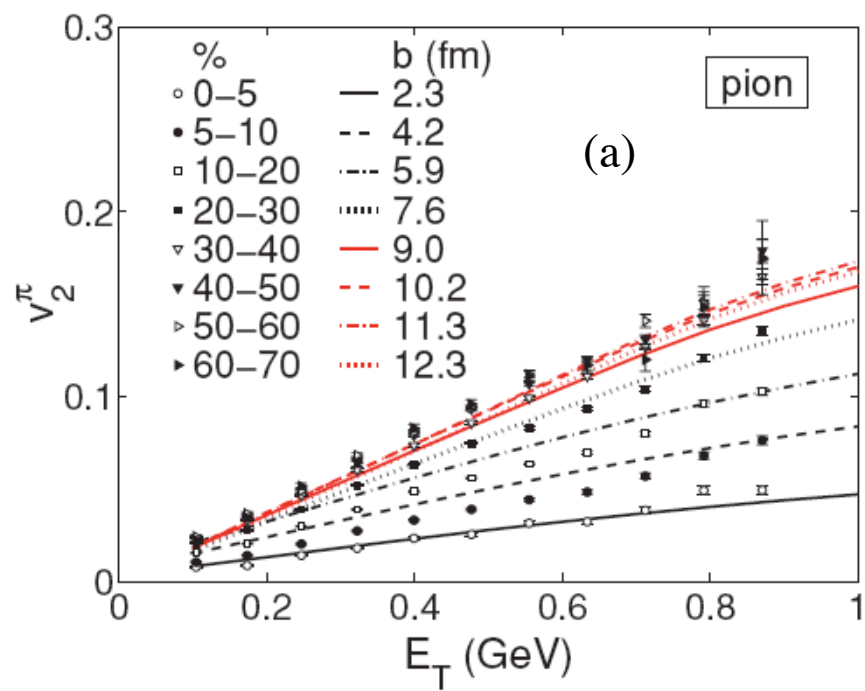 0.3
0.2
0.1
0
v₂^π
% b (fm)
0–5 2.3
5–10 4.2
10–20 5.9
20–30 7.6
30–40 9.0
40–50 10.2
50–60 11.3
60–70 12.3
pion
(a)
0 0.2 0.4 0.6 0.8 1
E_T (GeV)